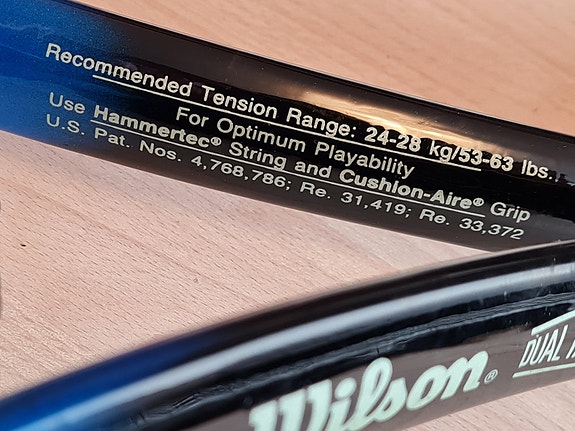 Recommended Tension Range: 24-28 kg/53-63 lbs.,
For Optimum Playability
Use Hammertec® String and Cushion-Aire® Grip
U.S. Pat. Nos. 4,768,786; Re. 31,419; Re. 33,372
Wilson®
DUAL